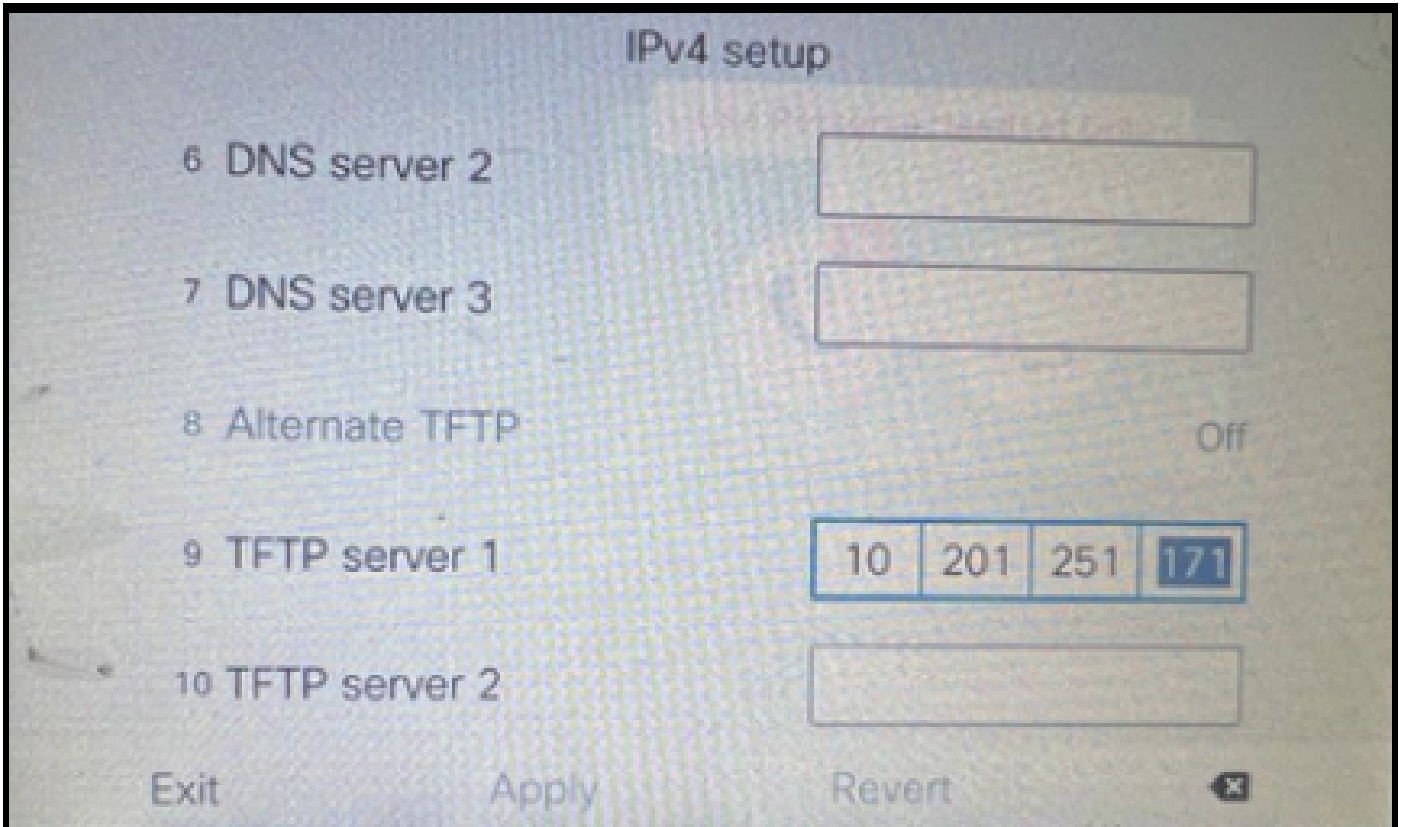 IPv4 setup
6 DNS server 2
7 DNS server 3
8 Alternate TFTP Off
9 TFTP server 1 10 201 251 171
10 TFTP server 2
Exit Apply Revert